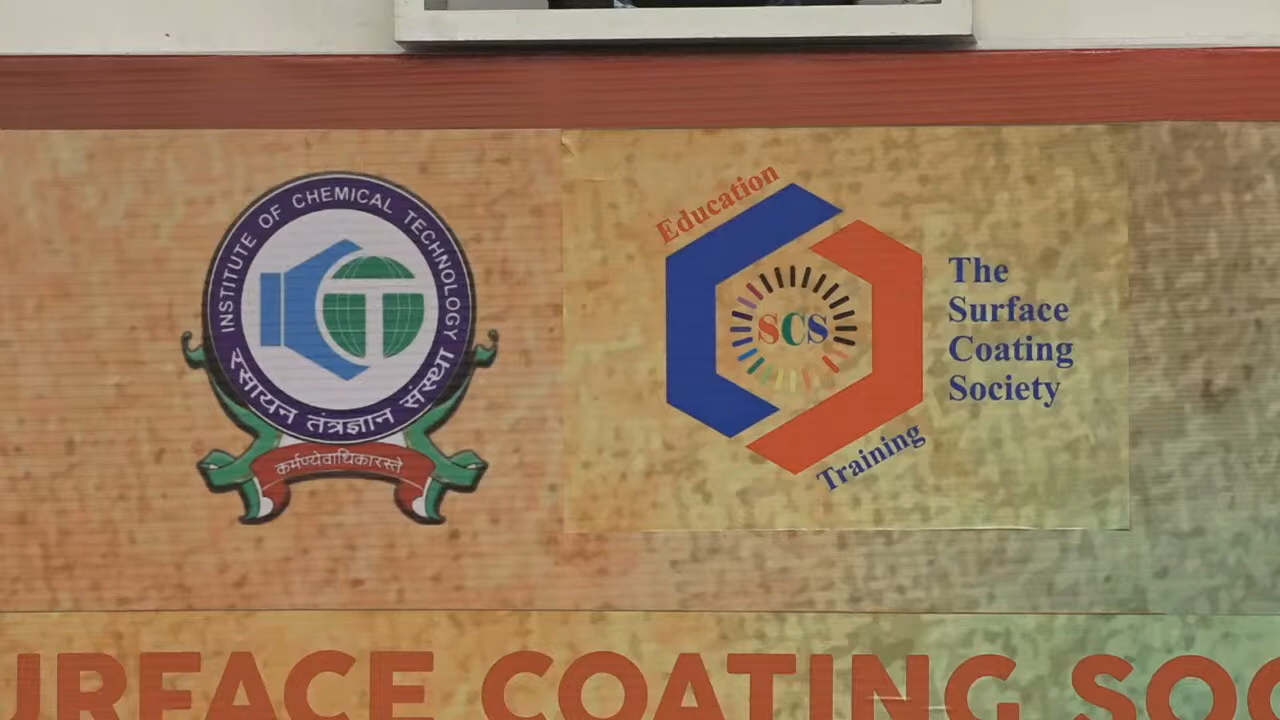 INSTITUTE OF CHEMICAL TECHNOLOGY
रसायन तंत्रज्ञान संस्था
कर्मण्येवाधिकारस्ते
Education
SCS
Training
The
Surface
Coating
Society
URFACE COATING SOC